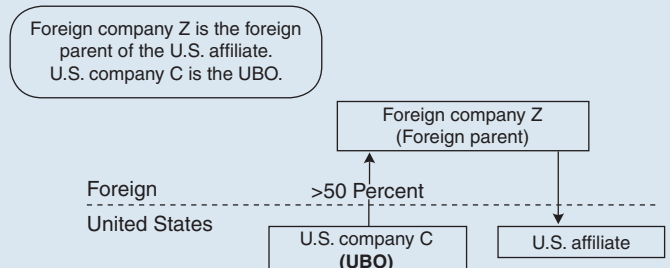 Foreign company Z is the foreign
parent of the U.S. affiliate.
U.S. company C is the UBO.
Foreign company Z
(Foreign parent)
Foreign
>50 Percent
United States
U.S. company C
(UBO)
U.S. affiliate